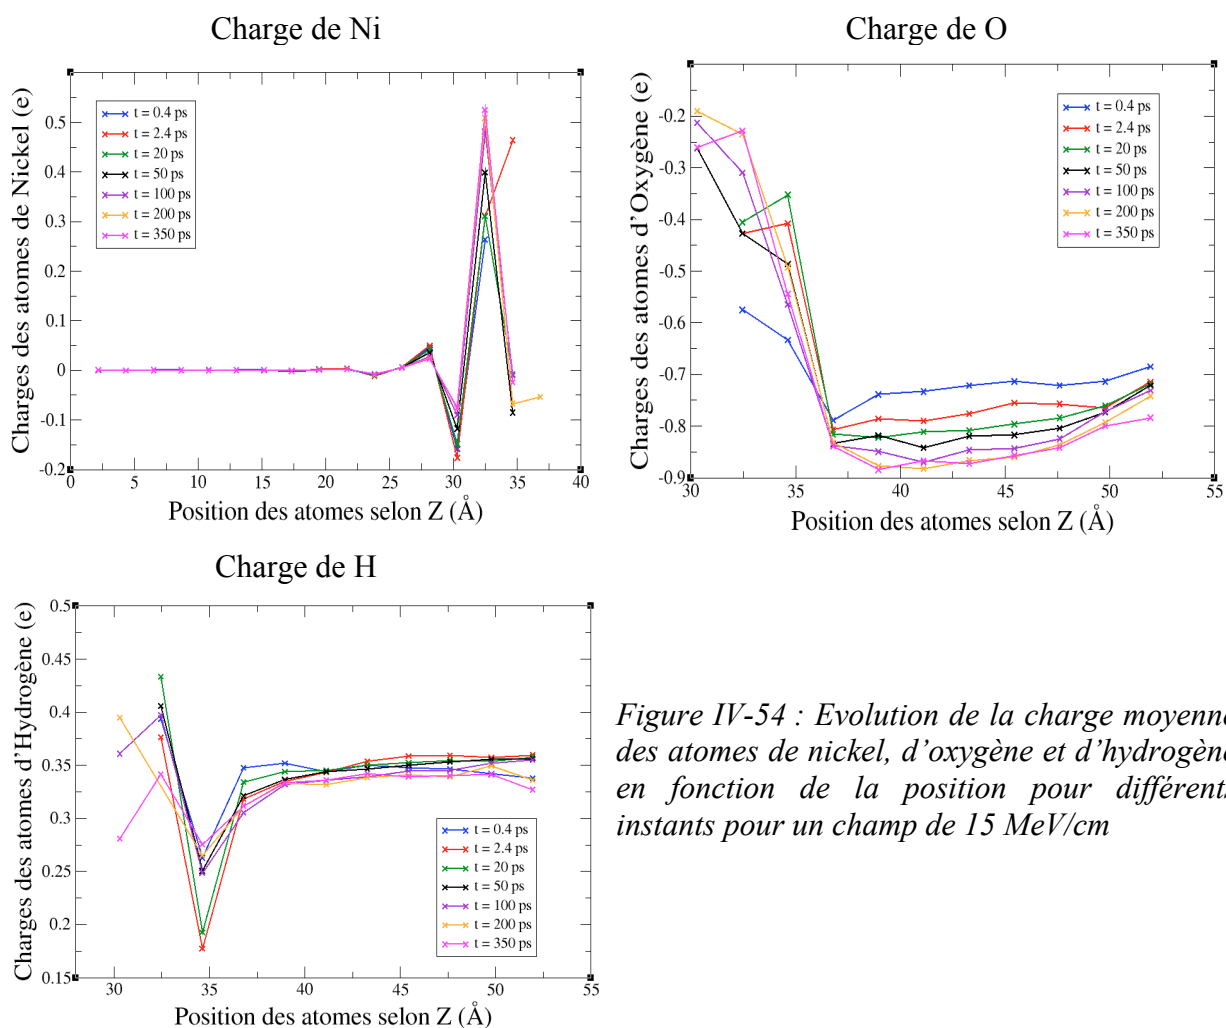 Charge de Ni
Charges des atomes de Nickel (e)
0.5
0.4
0.3
0.2
0.1
0
-0.1
-0.2
t = 0.4 ps
t = 2.4 ps
t = 20 ps
t = 50 ps
t = 100 ps
t = 200 ps
t = 350 ps
0 5 10 15 20 25 30 35 40
Position des atomes selon Z (Å)
Charge de O
Charges des atomes d'Oxygène (e)
-0.2
-0.3
-0.4
-0.5
-0.6
-0.7
-0.8
-0.9
t = 0.4 ps
t = 2.4 ps
t = 20 ps
t = 50 ps
t = 100 ps
t = 200 ps
t = 350 ps
30 35 40 45 50 55
Position des atomes selon Z (Å)
Charge de H
Charges des atomes d'Hydrogène (e)
0.5
0.45
0.4
0.35
0.3
0.25
0.2
0.15
t = 0.4 ps
t = 2.4 ps
t = 20 ps
t = 50 ps
t = 100 ps
t = 200 ps
t = 350 ps
30 35 40 45 50 55
Position des atomes selon Z (Å)
Figure IV-54 : Evolution de la charge moyenne
des atomes de nickel, d'oxygène et d'hydrogène
en fonction de la position pour différents
instants pour un champ de 15 MeV/cm